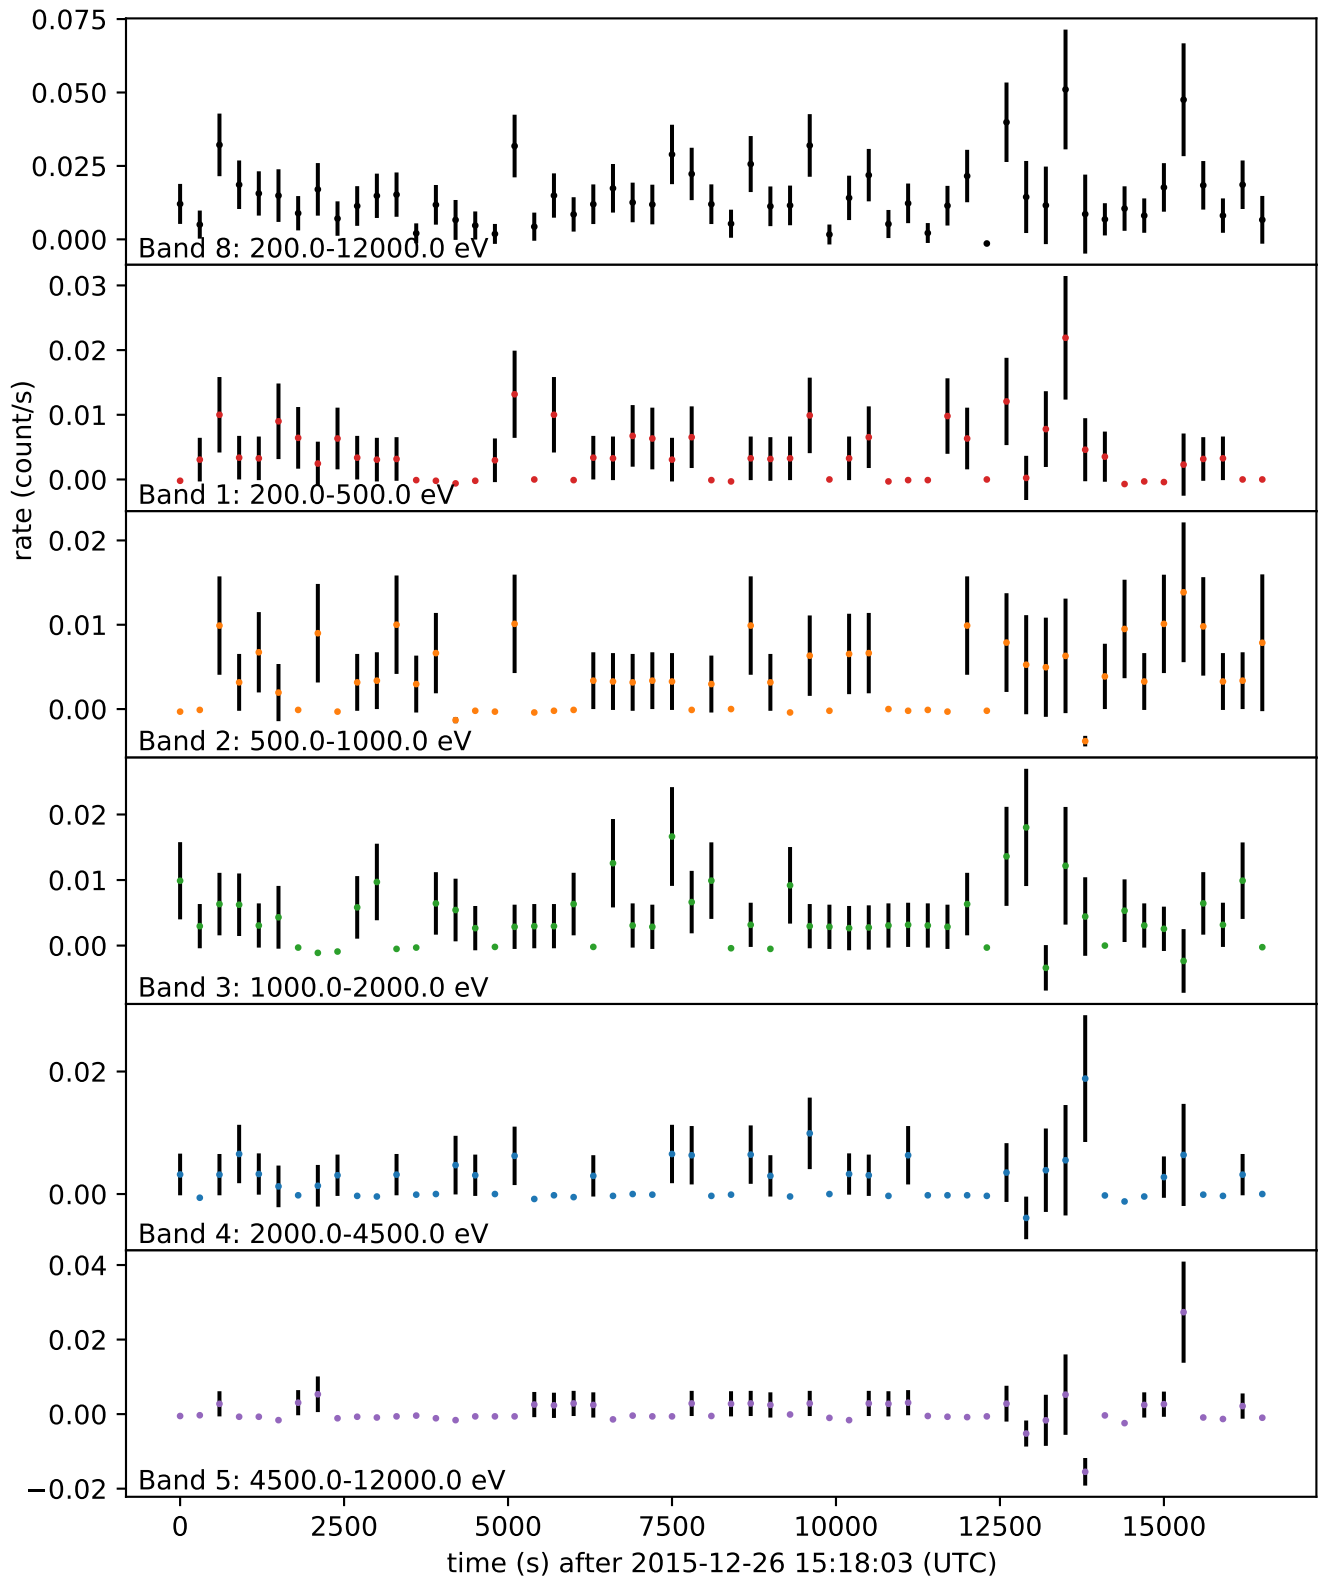 0.075
0.050
0.025
0.000
Band 8: 200.0-12000.0 eV
0.03
0.02
0.01
0.00
Band 1: 200.0-500.0 eV
rate (count/s)
0.02
0.01
0.00
Band 2: 500.0-1000.0 eV
0.02
0.01
0.00
Band 3: 1000.0-2000.0 eV
0.02
0.00
Band 4: 2000.0-4500.0 eV
0.04
0.02
0.00
−0.02
Band 5: 4500.0-12000.0 eV
0 2500 5000 7500 10000 12500 15000
time (s) after 2015-12-26 15:18:03 (UTC)